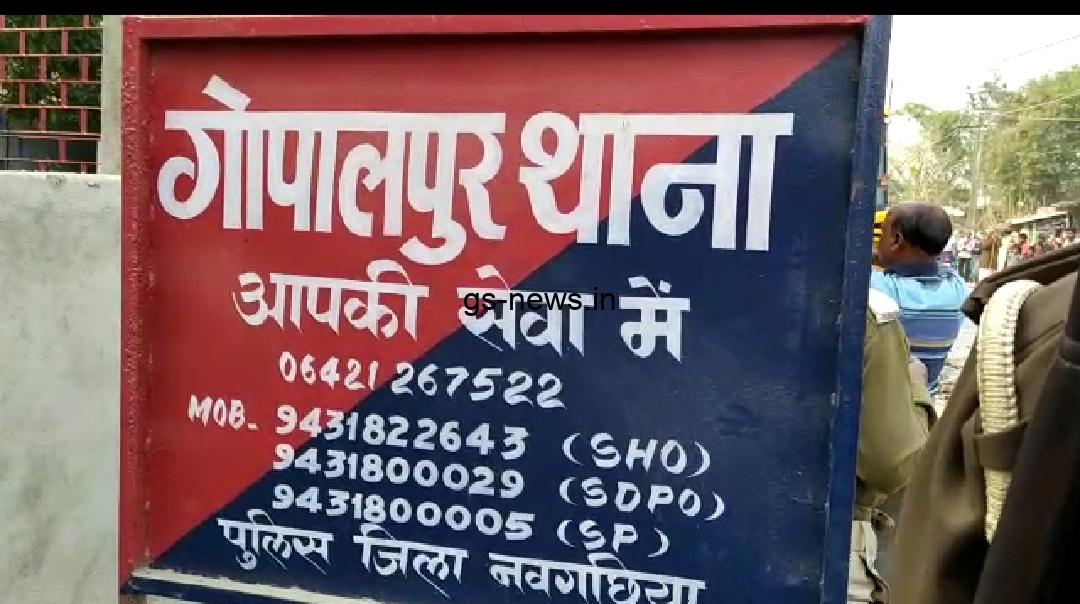 गोपालपुर थाना
आपकी सेवा में
gs-news.in
06421 267522
MOB- 9431822643 (SHO)
9431800029 (SDPO)
9431800005 (SP)
पुलिस जिला नवगछिया